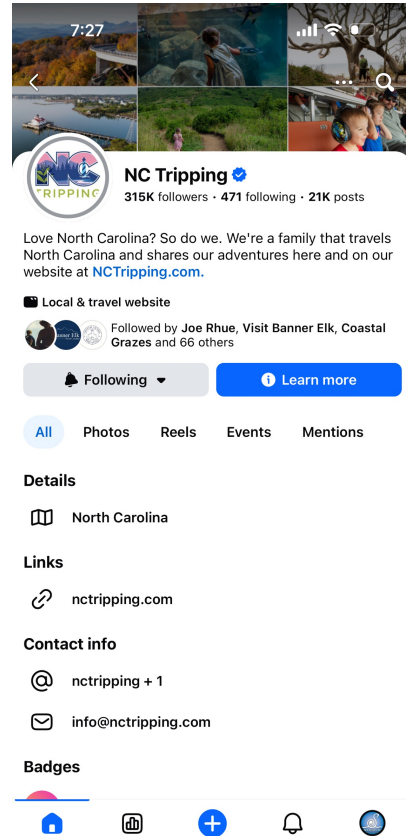 7:27
NC
TRIPPING
NC Tripping
315K followers · 471 following · 21K posts
Love North Carolina? So do we. We're a family that travels
North Carolina and shares our adventures here and on our
website at NCTripping.com.
Local & travel website
Followed by Joe Rhue, Visit Banner Elk, Coastal
Grazes and 66 others
Following
Learn more
All Photos Reels Events Mentions
Details
North Carolina
Links
nctripping.com
Contact info
nctripping + 1
info@nctripping.com
Badges